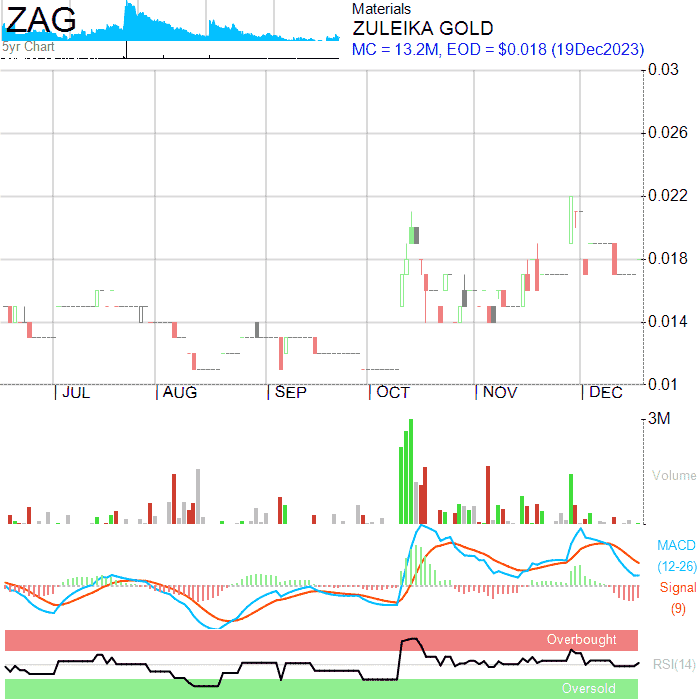 ZAG
5yr Chart
Materials
ZULEIKA GOLD
MC = 13.2M, EOD = $0.018 (19Dec2023)
0.03
0.026
0.022
0.018
0.014
0.01
JUL AUG SEP OCT NOV DEC
3M
Volume
MACD
(12-26)
Signal
(9)
Overbought
RSI(14)
Oversold